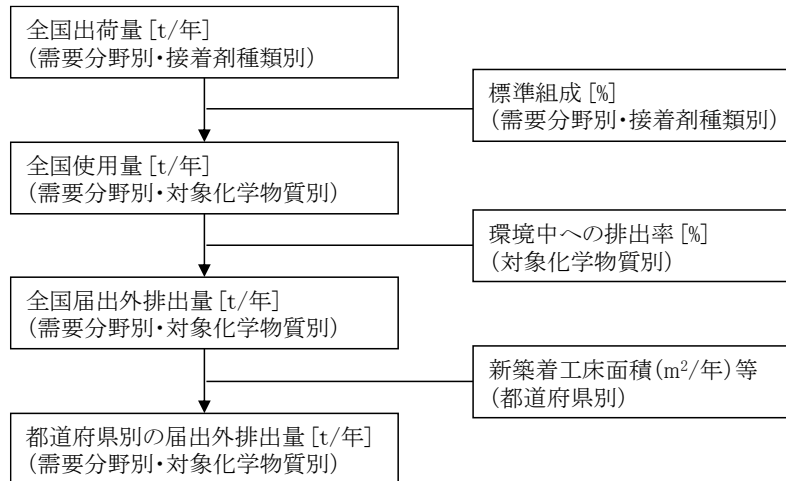 全国出荷量[t/年]
(需要分野別・接着剤種類別)
標準組成[%]
(需要分野別・接着剤種類別)
全国使用量[t/年]
(需要分野別・対象化学物質別)
環境中への排出率[%]
(対象化学物質別)
全国届出外排出量[t/年]
(需要分野別・対象化学物質別)
新築着工床面積(m²/年)等
(都道府県別)
都道府県別の届出外排出量[t/年]
(需要分野別・対象化学物質別)